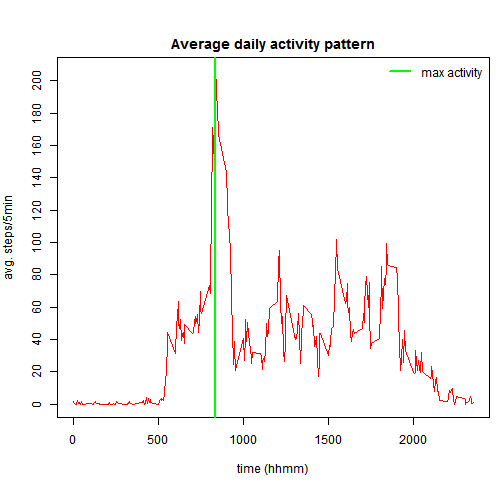 Average daily activity pattern
max activity
avg. steps/5min
200
180
160
140
120
100
80
60
40
20
0
0 500 1000 1500 2000
time (hhmm)